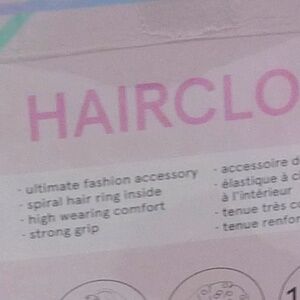 HAIRCLO
- ultimate fashion accessory
- spiral hair ring inside
- high wearing comfort
- strong grip
- accessoire d
- élastique à c
à l'intérieur
- tenue très co
- tenue renfor